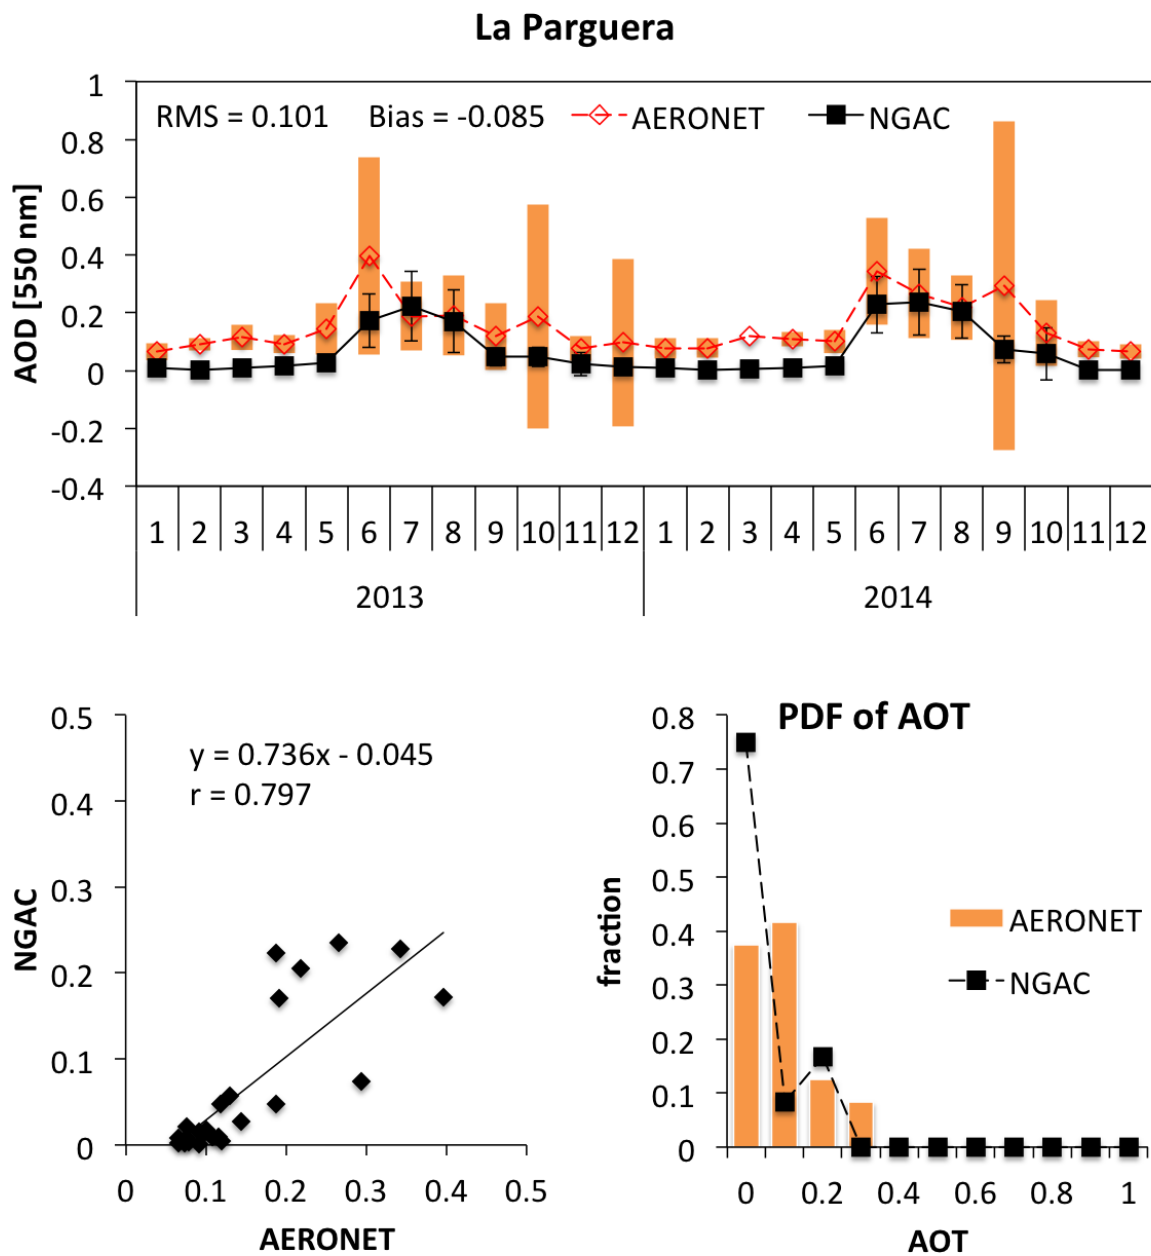 La Parguera
RMS = 0.101 Bias = -0.085 AERONET NGAC
AOD [550 nm]
1
0.8
0.6
0.4
0.2
0
-0.2
-0.4
1 2 3 4 5 6 7 8 9 10 11 12 1 2 3 4 5 6 7 8 9 10 11 12
2013 2014
y = 0.736x - 0.045
r = 0.797
NGAC
0.5
0.4
0.3
0.2
0.1
0
0 0.1 0.2 0.3 0.4 0.5
AERONET
PDF of AOT
fraction
0.8
0.7
0.6
0.5
0.4
0.3
0.2
0.1
0
AERONET
NGAC
0 0.2 0.4 0.6 0.8 1
AOT